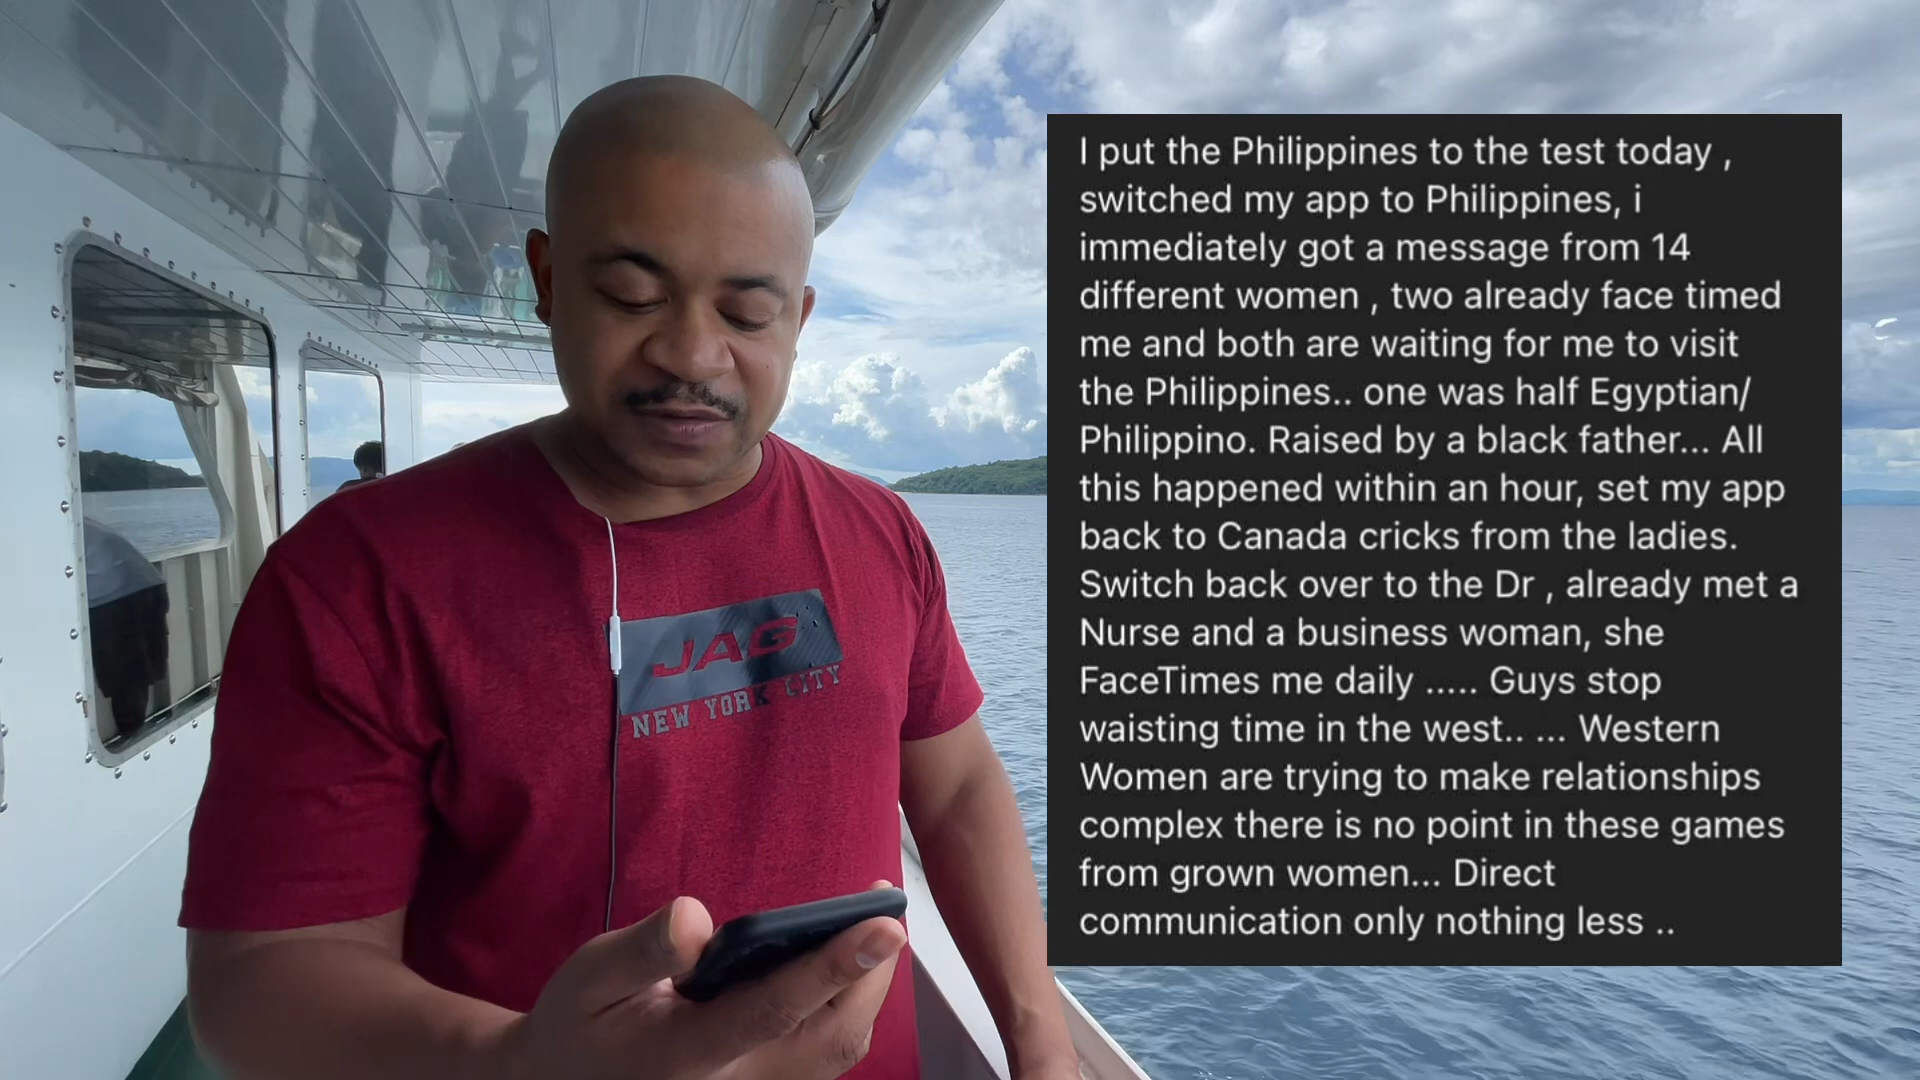 JAG
NEW YORK CITY
I put the Philippines to the test today ,
switched my app to Philippines, i
immediately got a message from 14
different women , two already face timed
me and both are waiting for me to visit
the Philippines.. one was half Egyptian/
Philippino. Raised by a black father... All
this happened within an hour, set my app
back to Canada cricks from the ladies.
Switch back over to the Dr , already met a
Nurse and a business woman, she
FaceTimes me daily ..... Guys stop
waisting time in the west.. ... Western
Women are trying to make relationships
complex there is no point in these games
from grown women... Direct
communication only nothing less ..